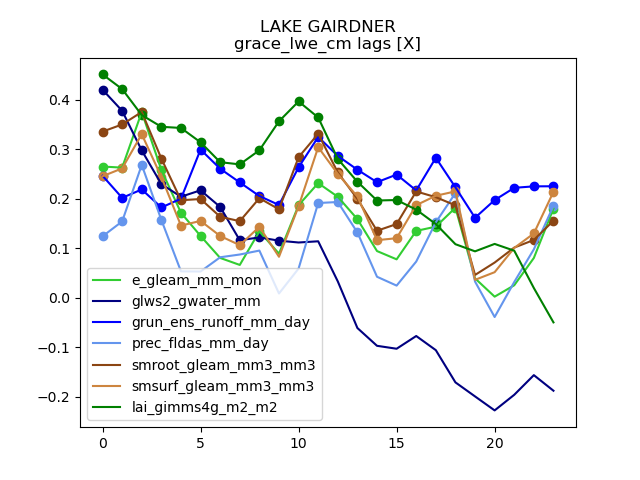 LAKE GAIRDNER
grace_lwe_cm lags [X]
0.4
0.3
0.2
0.1
0.0
−0.1
−0.2
e_gleam_mm_mon
glws2_gwater_mm
grun_ens_runoff_mm_day
prec_fldas_mm_day
smroot_gleam_mm3_mm3
smsurf_gleam_mm3_mm3
lai_gimms4g_m2_m2
0 5 10 15 20